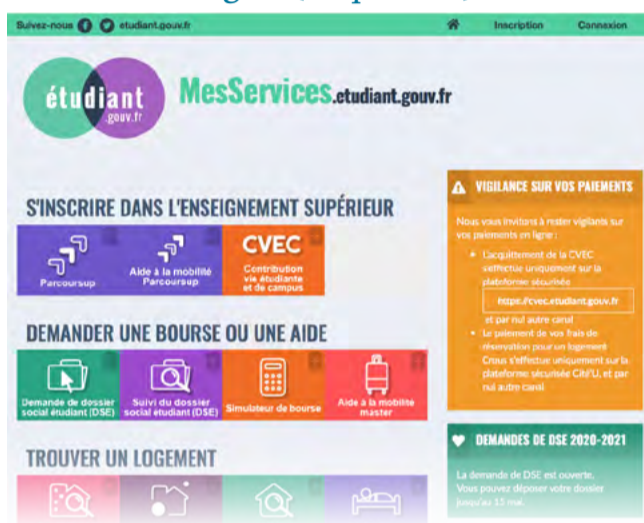 Suivez-nous etudiant.gouv.fr Inscription Connexion
étudiant
.gouv.fr
MesServices.etudiant.gouv.fr
S'INSCRIRE DANS L'ENSEIGNEMENT SUPÉRIEUR
Parcoursup
Aide à la mobilité
Parcoursup
CVEC
Contribution
vie étudiante
et de campus
DEMANDER UNE BOURSE OU UNE AIDE
Demande de dossier
social étudiant (DSE)
Suivi du dossier
social étudiant (DSE)
Simulateur de bourse
Aide à la mobilité
master
TROUVER UN LOGEMENT
VIGILANCE SUR VOS PAIEMENTS
Nous vous invitons à rester vigilants sur
vos paiements en ligne :
L'acquittement de la CVEC
s'effectue uniquement sur la
plateforme sécurisée
https://cvec.etudiant.gouv.fr
et par nul autre canal
Le paiement de vos frais de
réservation pour un logement
Crous s'effectue uniquement sur la
plateforme sécurisée Cité'U, et par
nul autre canal
DEMANDES DE DSE 2020-2021
La demande de DSE est ouverte.
Vous pouvez déposer votre dossier
jusqu'au 15 mai.